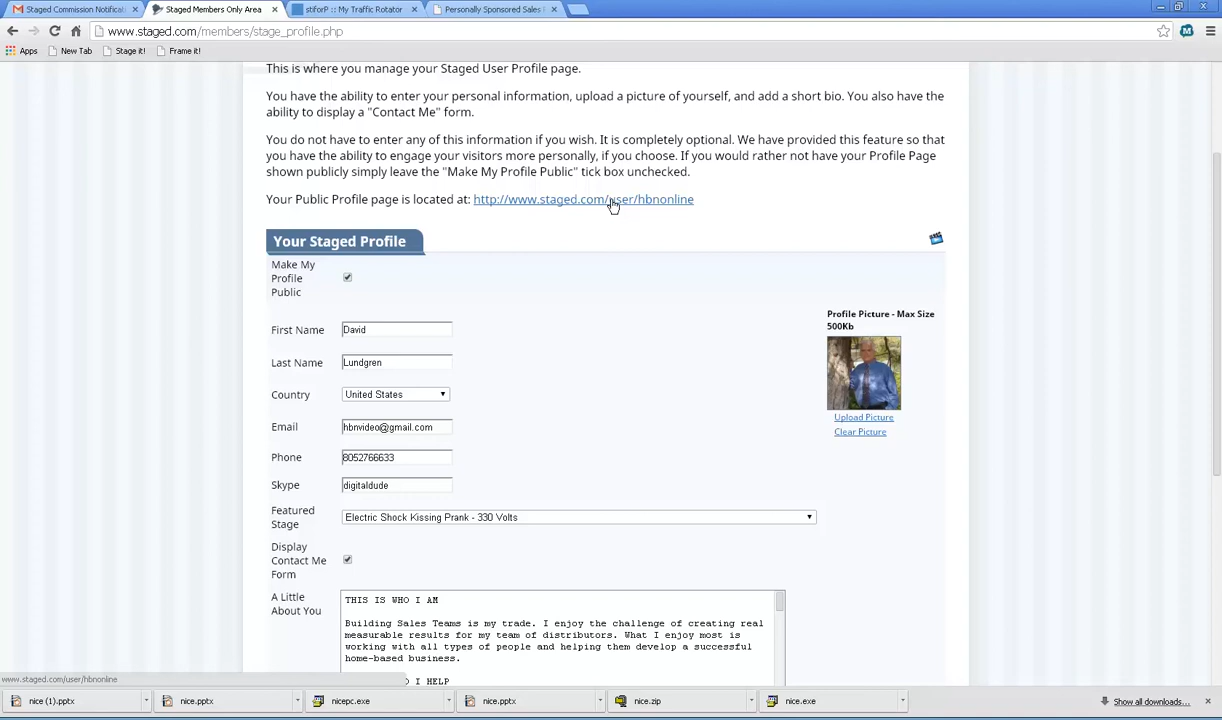 Staged Commission Notificat
Staged Members Only Area
stiforP :: My Traffic Rotator
Personally Sponsored Sales
www.staged.com/members/stage_profile.php
Apps
New Tab
Stage it!
Frame it!
This is where you manage your Staged User Profile page.
You have the ability to enter your personal information, upload a picture of yourself, and add a short bio. You also have the
ability to display a "Contact Me" form.
You do not have to enter any of this information if you wish. It is completely optional. We have provided this feature so that
you have the ability to engage your visitors more personally, if you choose. If you would rather not have your Profile Page
shown publicly simply leave the "Make My Profile Public" tick box unchecked.
Your Public Profile page is located at: http://www.staged.com/user/hbnonline
Your Staged Profile
Make My
Profile
Public
Profile Picture - Max Size
500Kb
First Name David
Last Name Lundgren
Country United States
Upload Picture
Clear Picture
Email hbnvideo@gmail.com
Phone 8052766633
Skype digitaldude
Featured
Stage
Electric Shock Kissing Prank - 330 Volts
Display
Contact Me
Form
A Little
About You
THIS IS WHO I AM
Building Sales Teams is my trade. I enjoy the challenge of creating real
measurable results for my team of distributors. What I enjoy most is
working with all types of people and helping them develop a successful
home-based business.
O I HELP
www.staged.com/user/hbnonline
nice (1).pptx
nice.pptx
nicepc.exe
nice.pptx
nice.zip
nice.exe
Show all downloads...